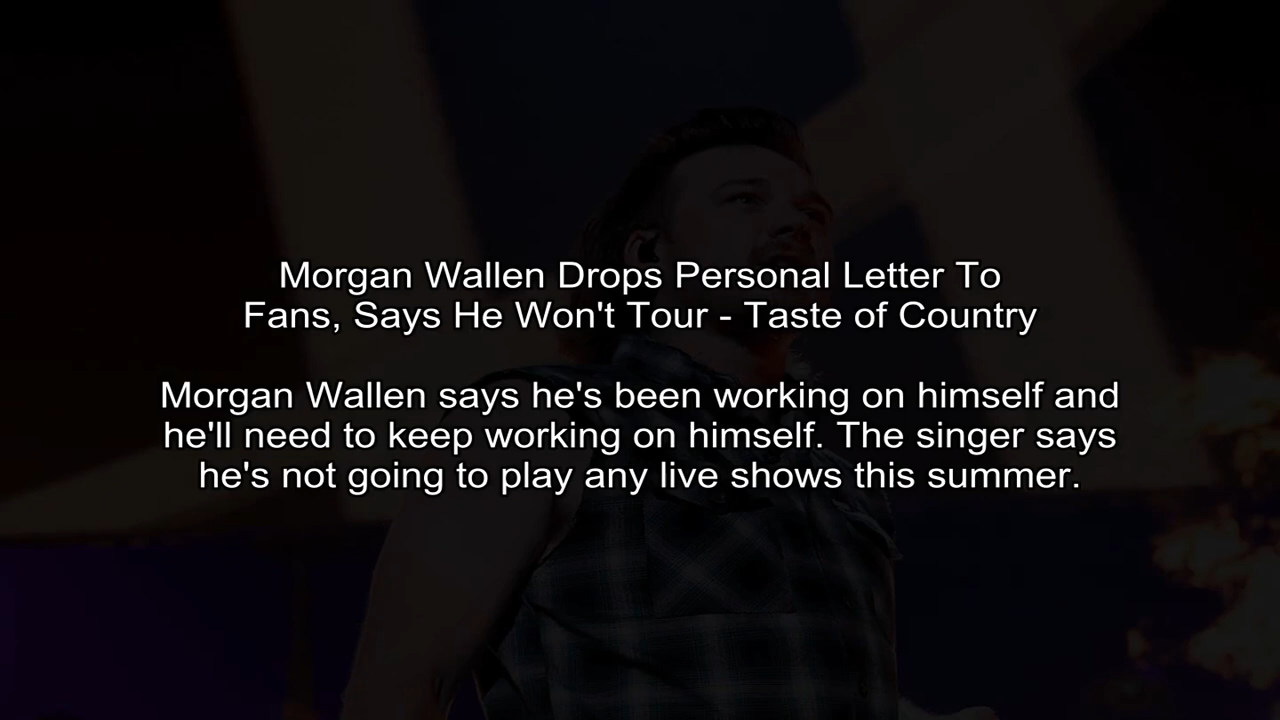 Morgan Wallen Drops Personal Letter To
Fans, Says He Won't Tour - Taste of Country
Morgan Wallen says he's been working on himself and
he'll need to keep working on himself. The singer says
he's not going to play any live shows this summer.